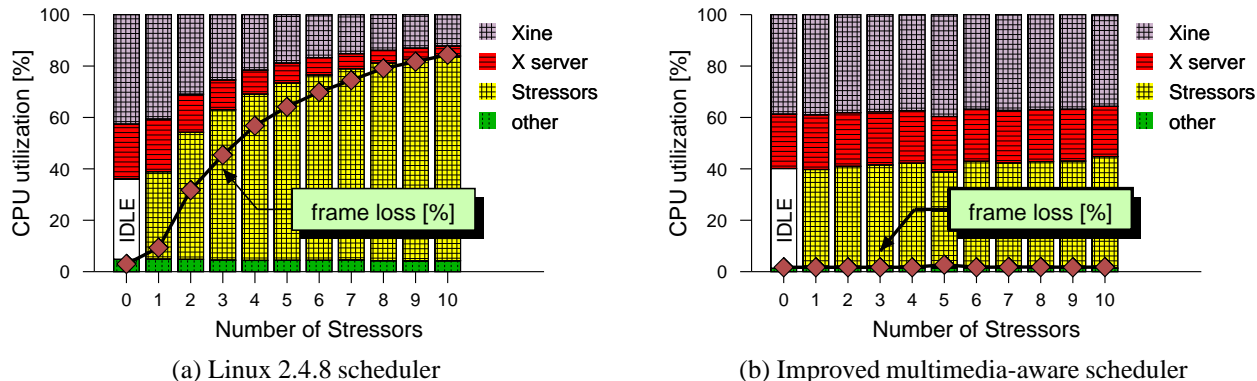 100
80
60
40
20
0
CPU utilization [%]
IDLE
0 1 2 3 4 5 6 7 8 9 10
Number of Stressors
Xine
X server
Stressors
other
frame loss [%]
(a) Linux 2.4.8 scheduler
100
80
60
40
20
0
CPU utilization [%]
IDLE
0 1 2 3 4 5 6 7 8 9 10
Number of Stressors
Xine
X server
Stressors
other
frame loss [%]
(b) Improved multimedia-aware scheduler